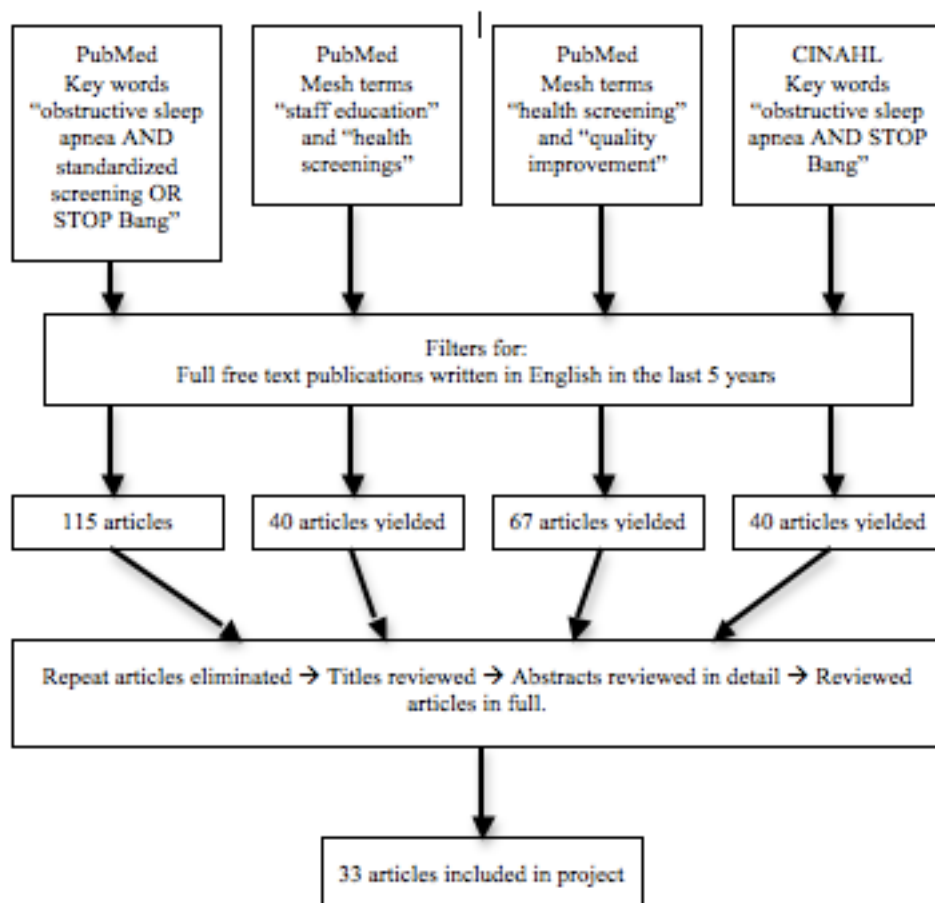 PubMed
Key words
“obstructive sleep
apnea AND
standardized
screening OR
STOP Bang”
PubMed
Mesh terms
“staff education”
and “health
screenings”
PubMed
Mesh terms
“health screening”
and “quality
improvement”
CINAHL
Key words
“obstructive sleep
apnea AND STOP
Bang”
Filters for:
Full free text publications written in English in the last 5 years
115 articles
40 articles yielded
67 articles yielded
40 articles yielded
Repeat articles eliminated → Titles reviewed → Abstracts reviewed in detail → Reviewed
articles in full.
33 articles included in project